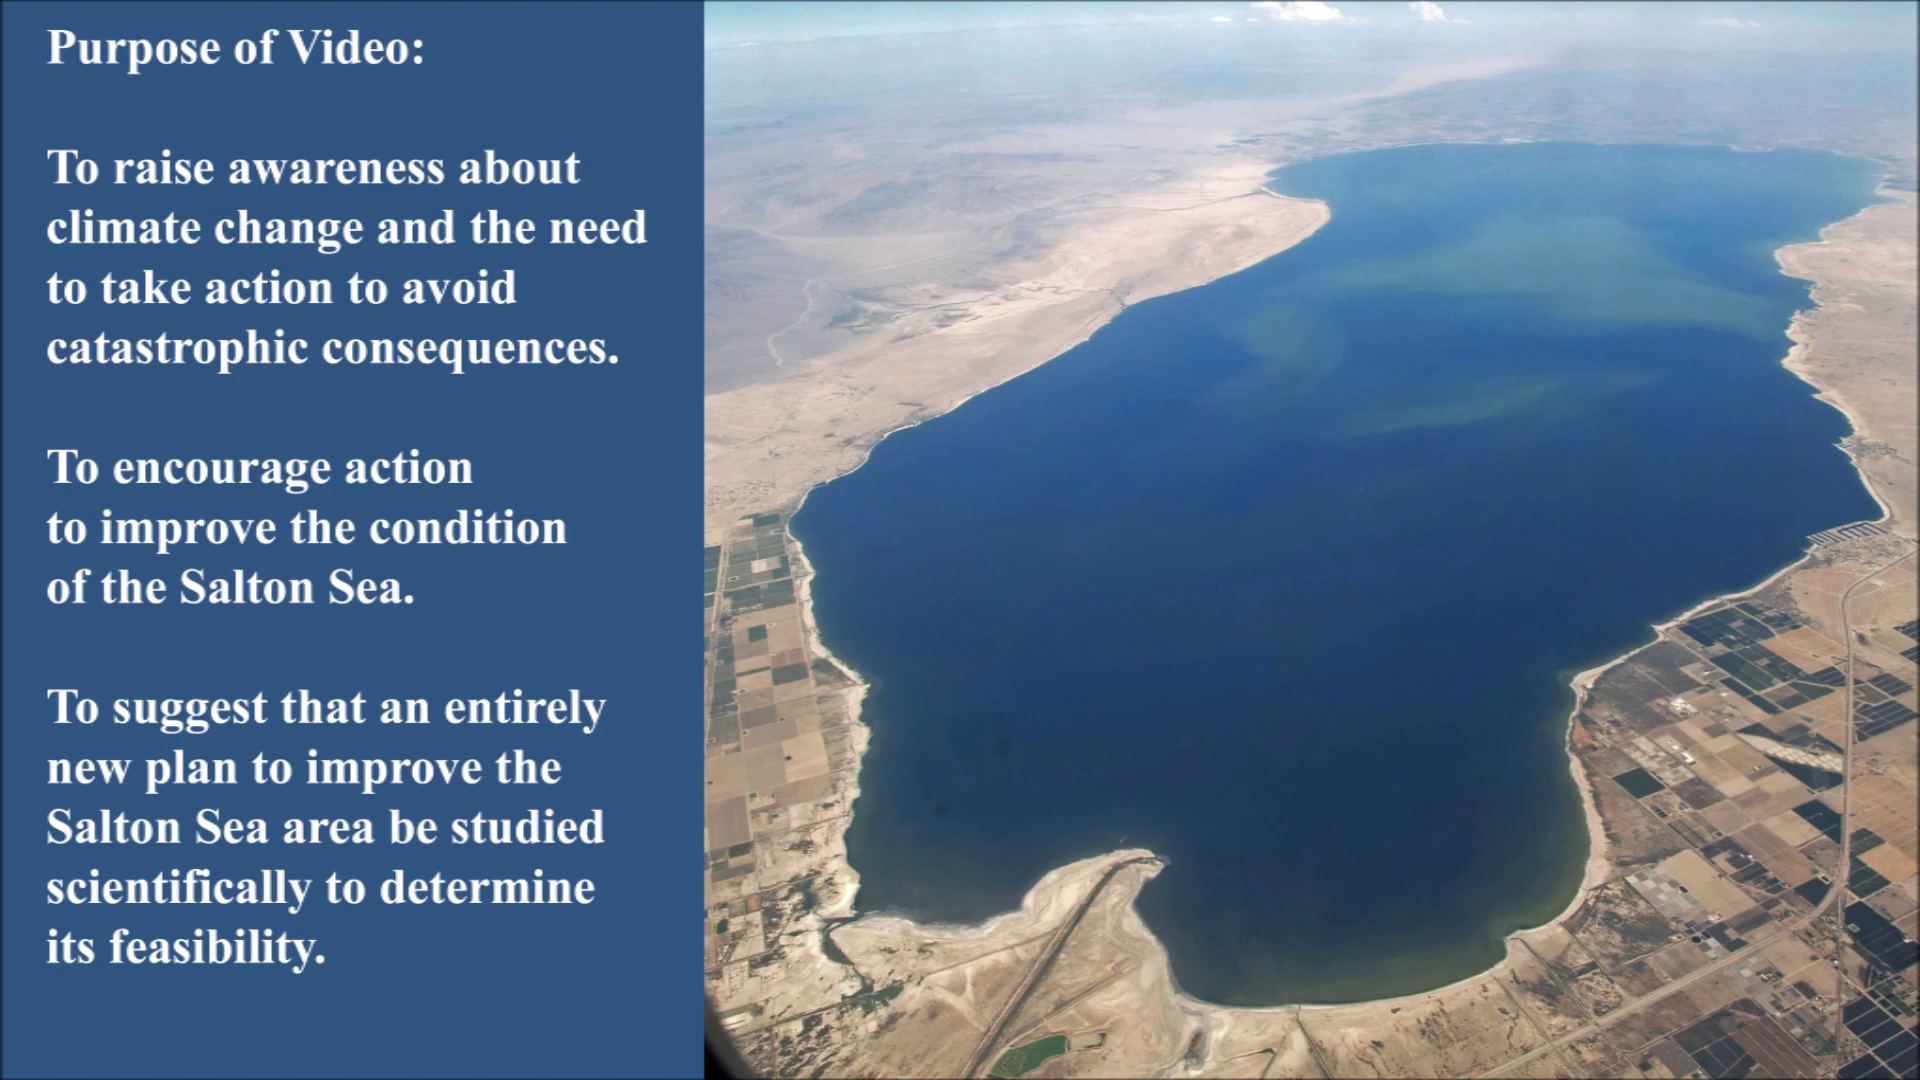 Purpose of Video:
To raise awareness about
climate change and the need
to take action to avoid
catastrophic consequences.
To encourage action
to improve the condition
of the Salton Sea.
To suggest that an entirely
new plan to improve the
Salton Sea area be studied
scientifically to determine
its feasibility.